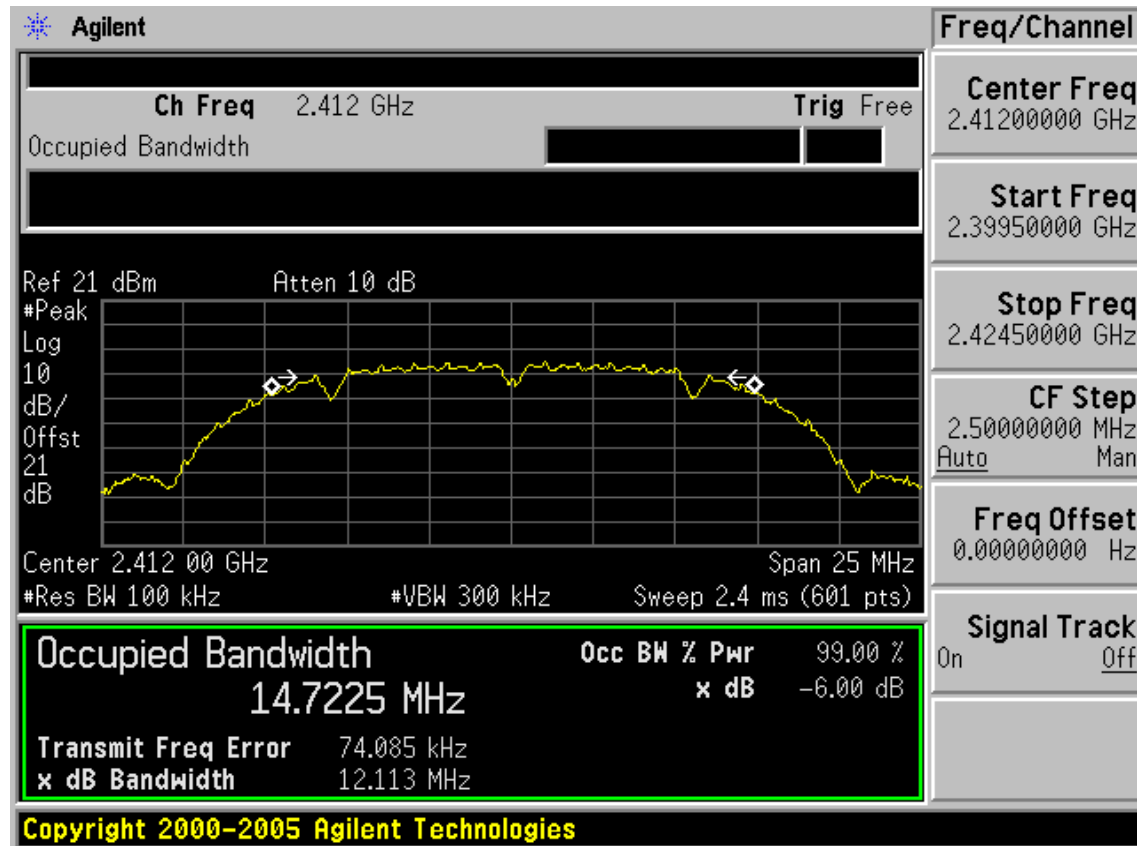 Agilent
Freq/Channel
Ch Freq 2.412 GHz Trig Free
Occupied Bandwidth
Center Freq
2.41200000 GHz
Start Freq
2.39950000 GHz
Stop Freq
2.42450000 GHz
CF Step
2.50000000 MHz
Auto Man
Freq Offset
0.00000000 Hz
Signal Track
On Off
Ref 21 dBm Atten 10 dB
#Peak
Log
10
dB/
Offst
21
dB
Center 2.412 00 GHz Span 25 MHz
#Res BW 100 kHz #VBW 300 kHz Sweep 2.4 ms (601 pts)
Occupied Bandwidth Occ BW % Pwr 99.00 %
14.7225 MHz x dB -6.00 dB
Transmit Freq Error 74.085 kHz
x dB Bandwidth 12.113 MHz
Copyright 2000-2005 Agilent Technologies